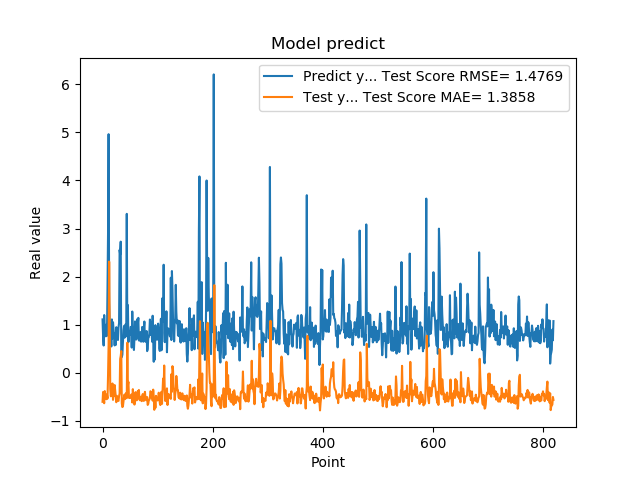 Model predict
Predict y... Test Score RMSE= 1.4769
Test y... Test Score MAE= 1.3858
Real value
6
5
4
3
2
1
0
−1
0 200 400 600 800
Point